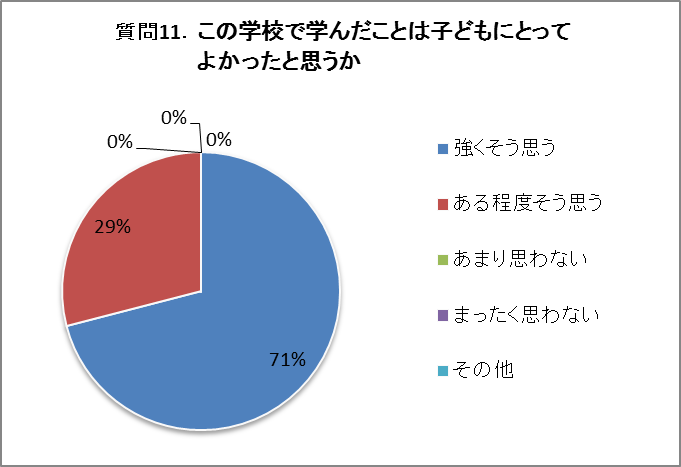 質問11. この学校で学んだことは子どもにとって
よかったと思うか
0%
0%
0%
29%
71%
強くそう思う
ある程度そう思う
あまり思わない
まったく思わない
その他